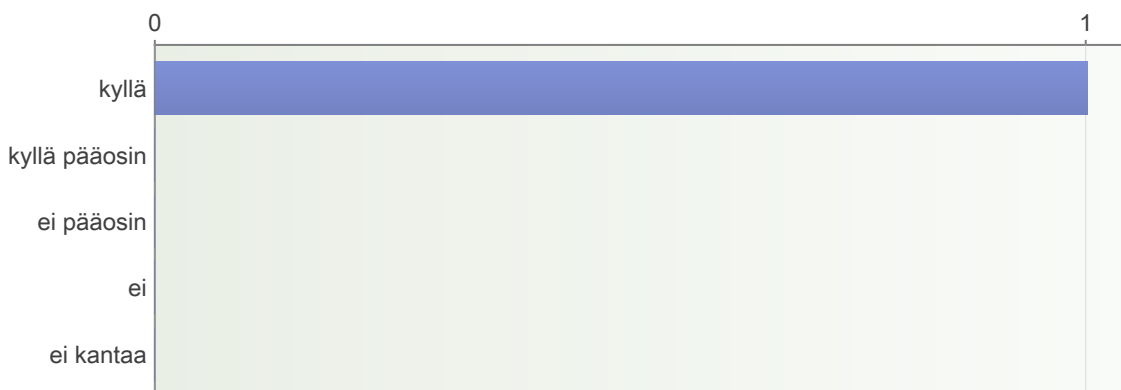 0 1
kyllä
kyllä pääosin
ei pääosin
ei
ei kantaa